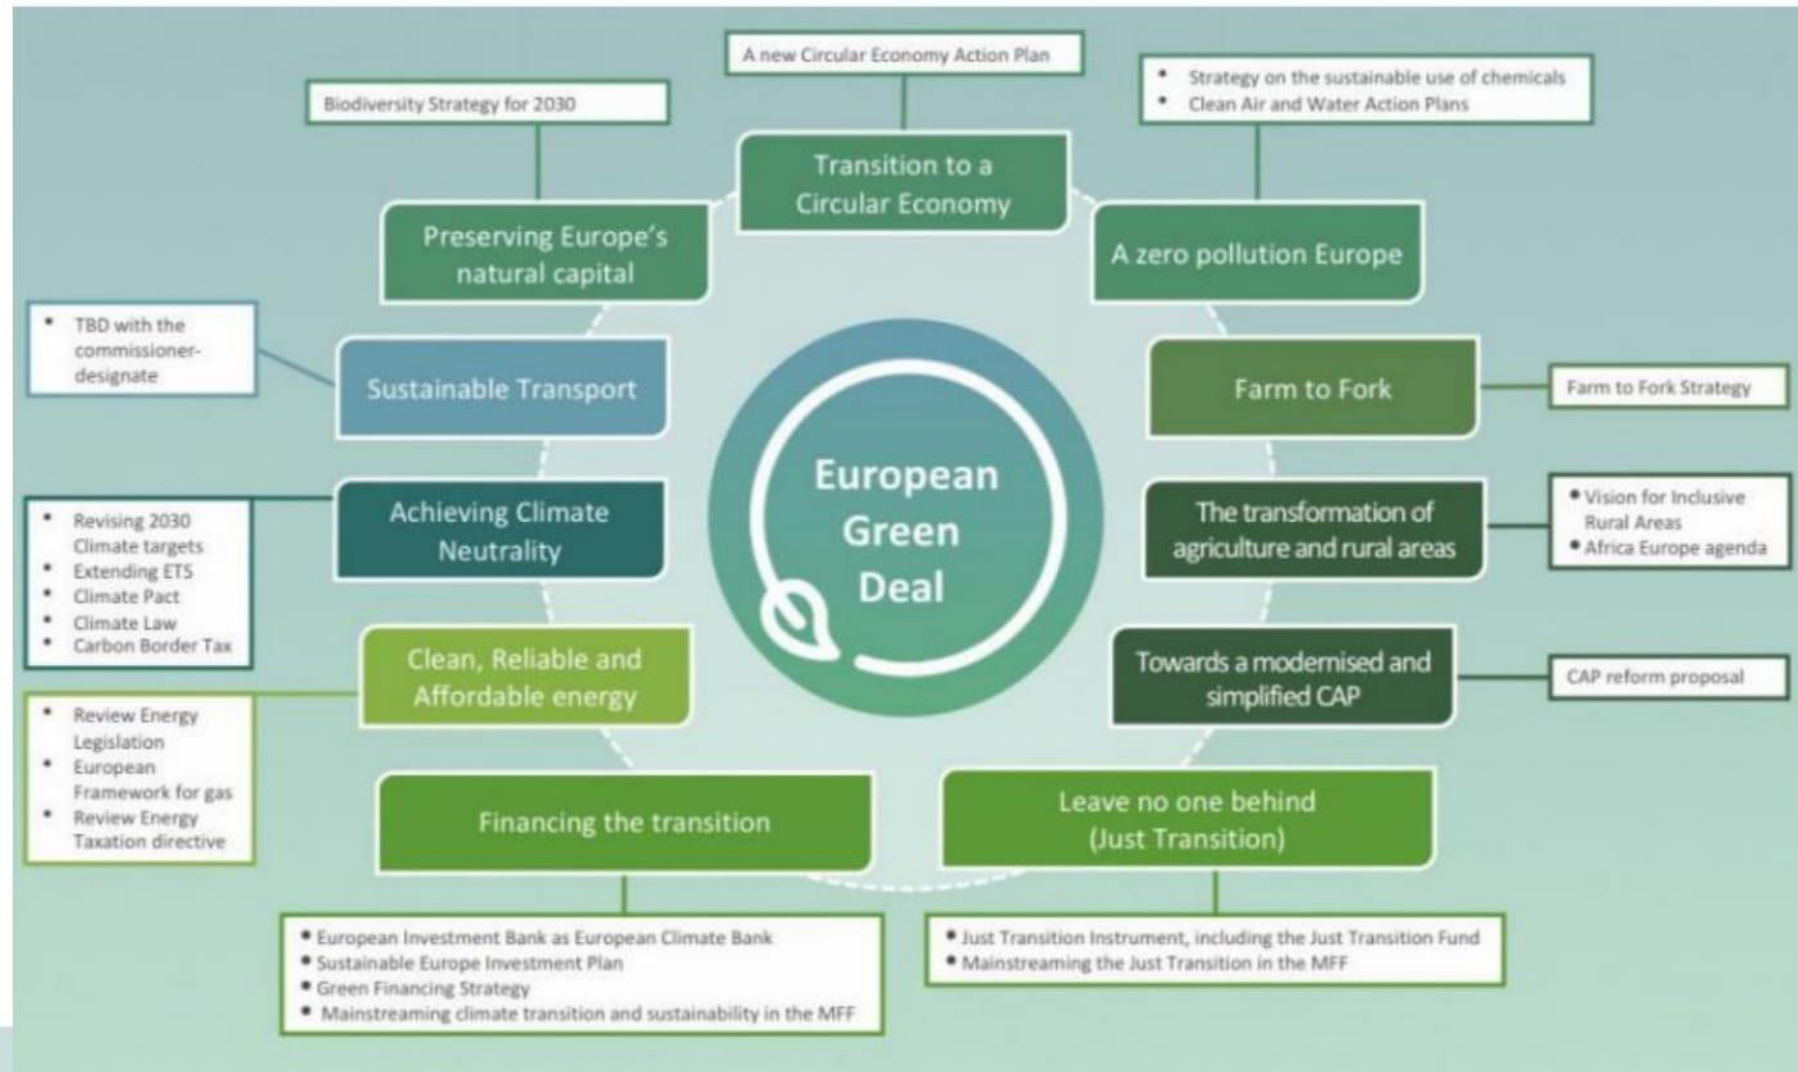 A new Circular Economy Action Plan
Biodiversity Strategy for 2030
• Strategy on the sustainable use of chemicals
• Clean Air and Water Action Plans
Transition to a
Circular Economy
Preserving Europe's
natural capital
A zero pollution Europe
• TBD with the
commissioner-
designate
Sustainable Transport
Farm to Fork
Farm to Fork Strategy
European
Green
Deal
Achieving Climate
Neutrality
The transformation of
agriculture and rural areas
• Vision for Inclusive
Rural Areas
• Africa Europe agenda
• Revising 2030
Climate targets
• Extending ETS
• Climate Pact
• Climate Law
• Carbon Border Tax
Clean, Reliable and
Affordable energy
Towards a modernised and
simplified CAP
CAP reform proposal
• Review Energy
Legislation
• European
Framework for gas
• Review Energy
Taxation directive
Financing the transition
Leave no one behind
(Just Transition)
• European Investment Bank as European Climate Bank
• Sustainable Europe Investment Plan
• Green Financing Strategy
• Mainstreaming climate transition and sustainability in the MFF
• Just Transition Instrument, including the Just Transition Fund
• Mainstreaming the Just Transition in the MFF